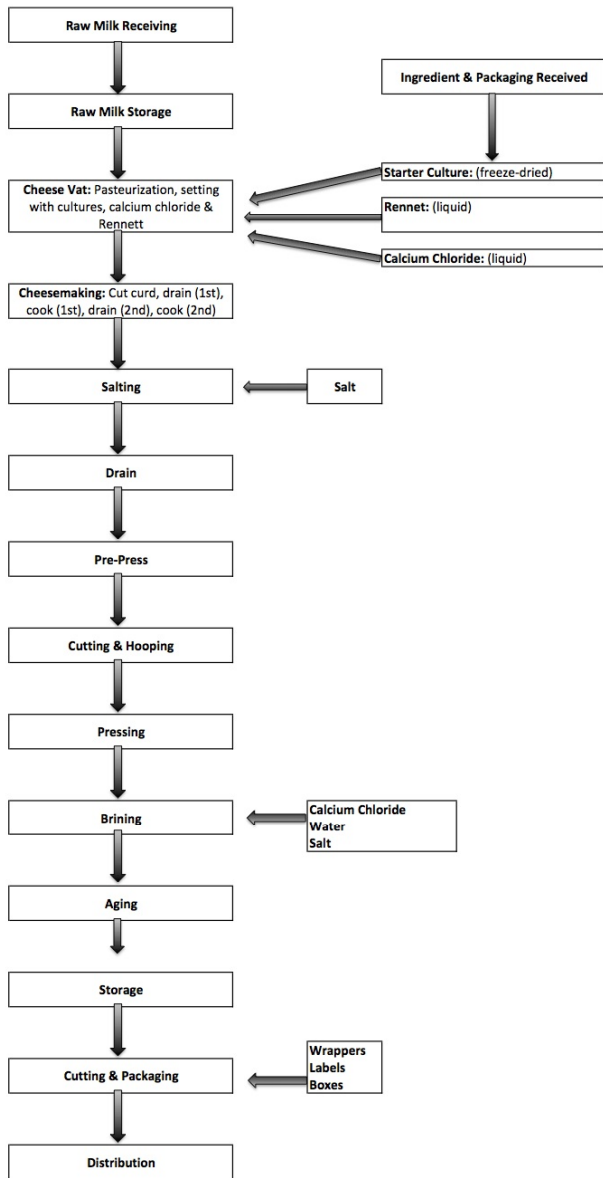 Raw Milk Receiving
Ingredient & Packaging Received
Raw Milk Storage
Starter Culture: (freeze-dried)
Cheese Vat: Pasteurization, setting
with cultures, calcium chloride &
Rennett
Rennet: (liquid)
Calcium Chloride: (liquid)
Cheesemaking: Cut curd, drain (1st),
cook (1st), drain (2nd), cook (2nd)
Salting
Salt
Drain
Pre-Press
Cutting & Hooping
Pressing
Brining
Calcium Chloride
Water
Salt
Aging
Storage
Cutting & Packaging
Wrappers
Labels
Boxes
Distribution